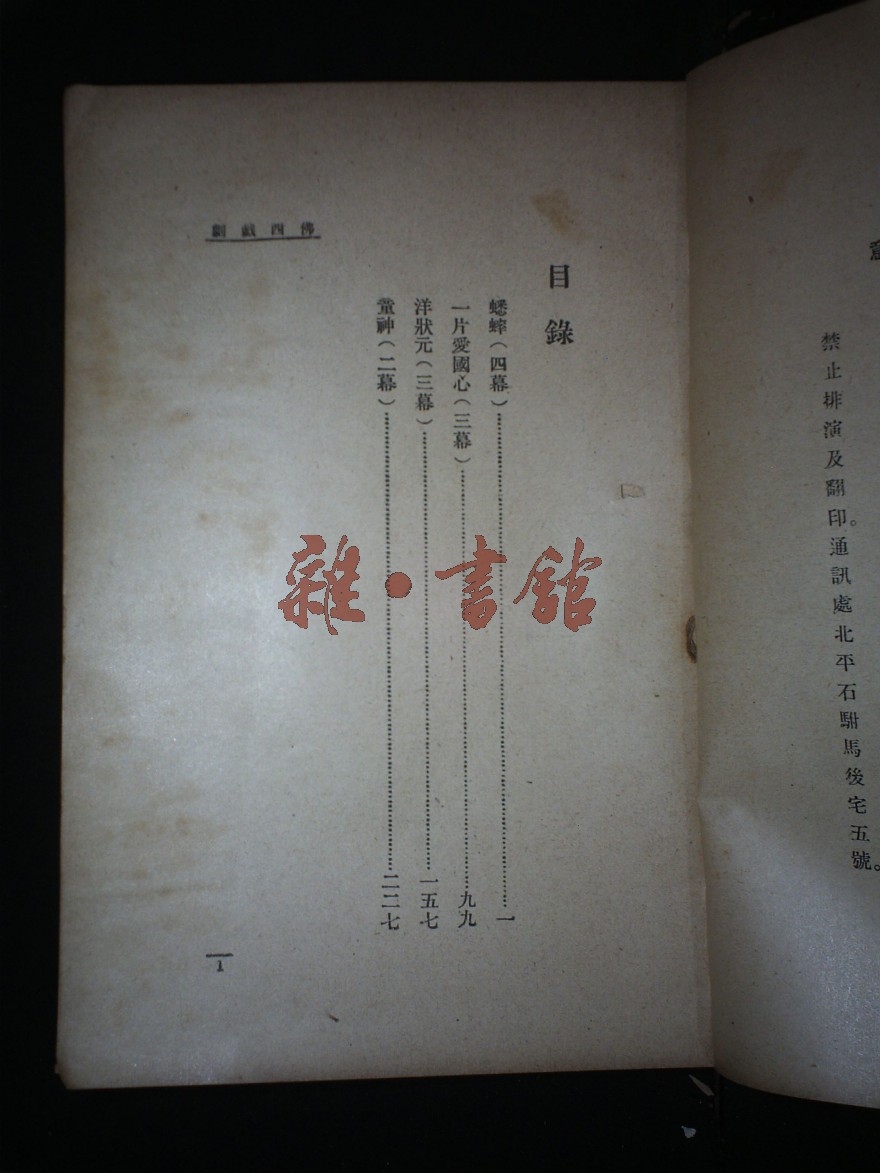 禁止排演及翻印。通訊處北平石駙馬後宅五號。
佛西戲劇
目錄
蟋蟀（四幕）……一
一片愛國心（三幕）……九九
洋狀元（三幕）……一五七
童神（二幕）……二二七
1
雜·書館